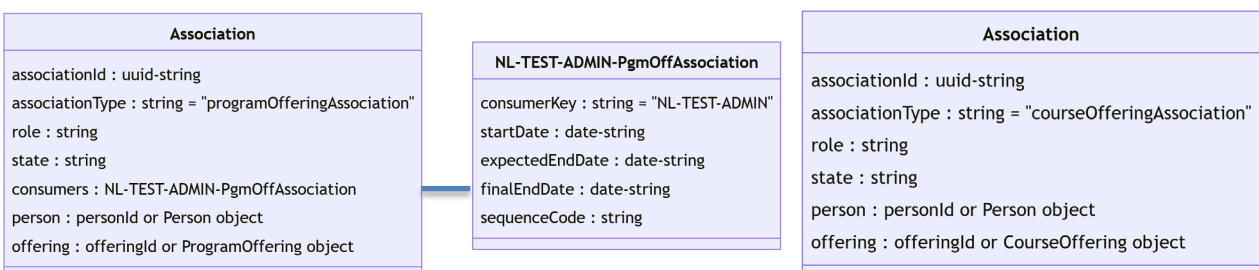 Association
associationId : uuid-string
associationType : string = "programOfferingAssociation"
role : string
state : string
consumers : NL-TEST-ADMIN-PgmOffAssociation
person : personId or Person object
offering : offeringId or ProgramOffering object
NL-TEST-ADMIN-PgmOffAssociation
consumerKey : string = "NL-TEST-ADMIN"
startDate : date-string
expectedEndDate : date-string
finalEndDate : date-string
sequenceCode : string
Association
associationId : uuid-string
associationType : string = "courseOfferingAssociation"
role : string
state : string
person : personId or Person object
offering : offeringId or CourseOffering object